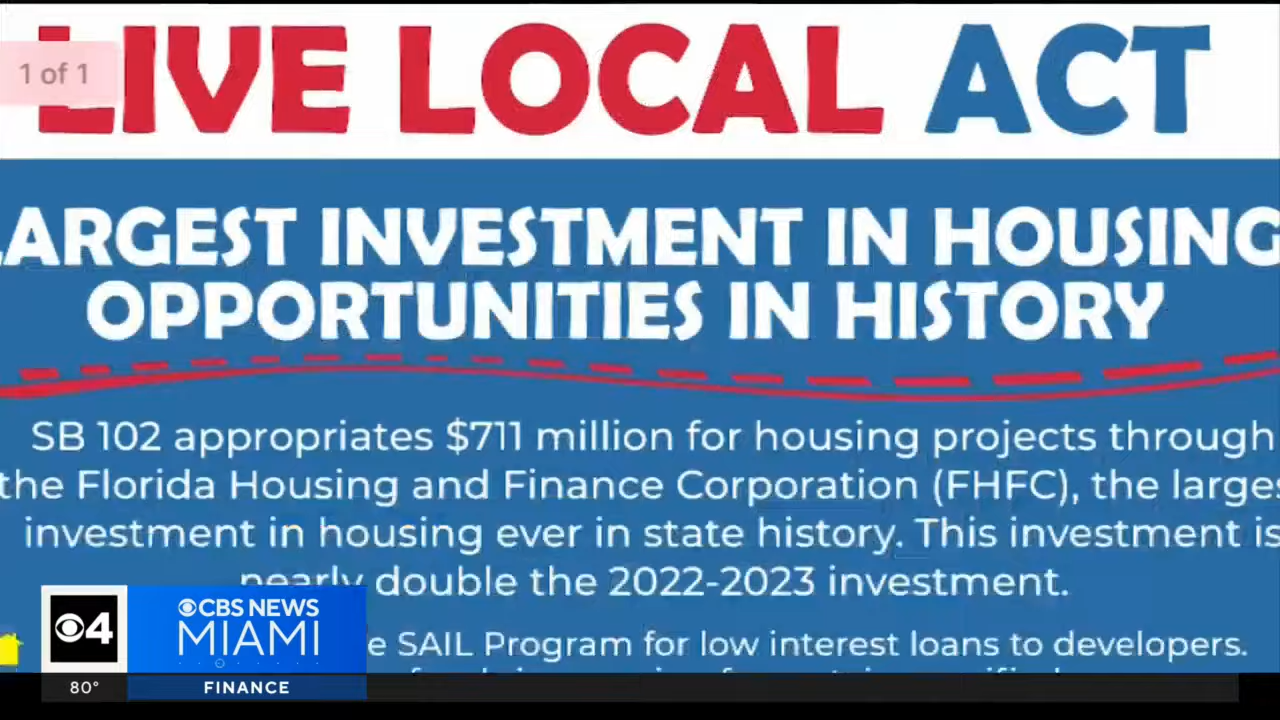 LIVE LOCAL ACT
1 of 1
LARGEST INVESTMENT IN HOUSING
OPPORTUNITIES IN HISTORY
SB 102 appropriates $711 million for housing projects through
the Florida Housing and Finance Corporation (FHFC), the larges
investment in housing ever in state history. This investment is
nearly double the 2022-2023 investment.
e SAIL Program for low interest loans to developers.
4
CBS NEWS
MIAMI
80°
FINANCE